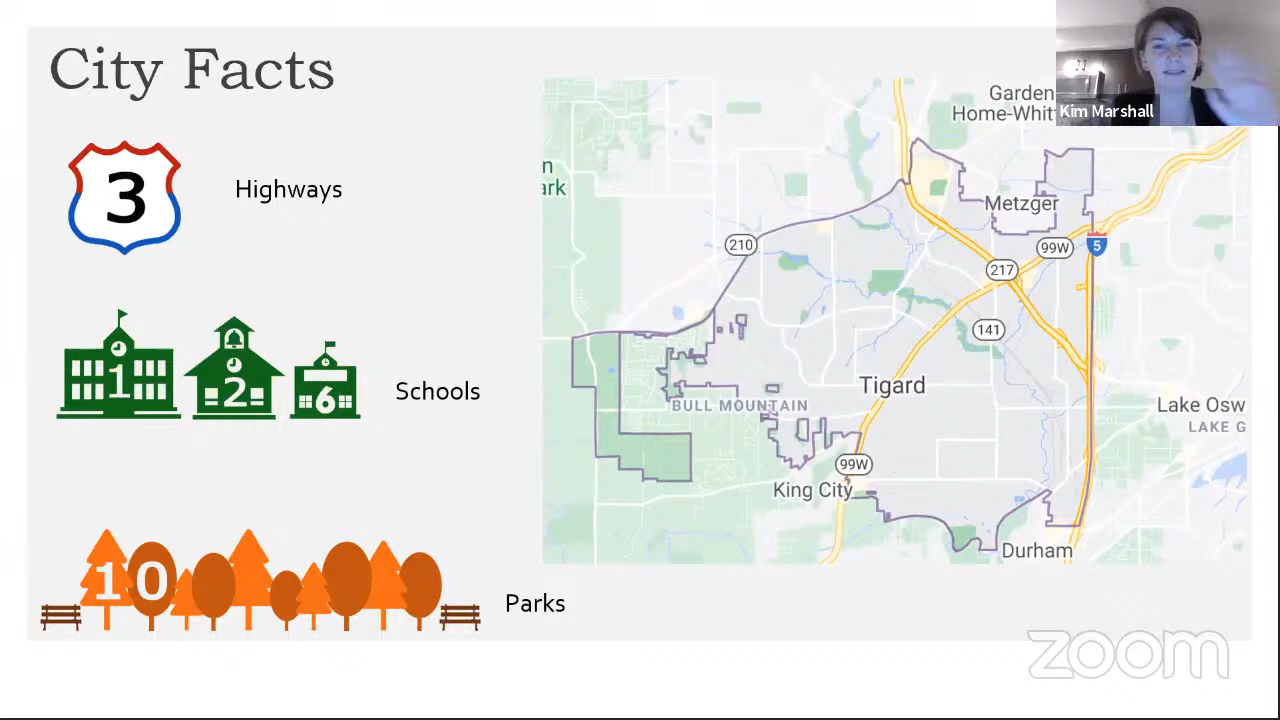 City Facts
Kim Marshall
3
Highways
1
2
6
Schools
10
Parks
Garden
Home-Whit
n
ark
Metzger
210
99W
5
217
141
Tigard
BULL MOUNTAIN
Lake Osw
LAKE G
99W
King City
Durham
zoom